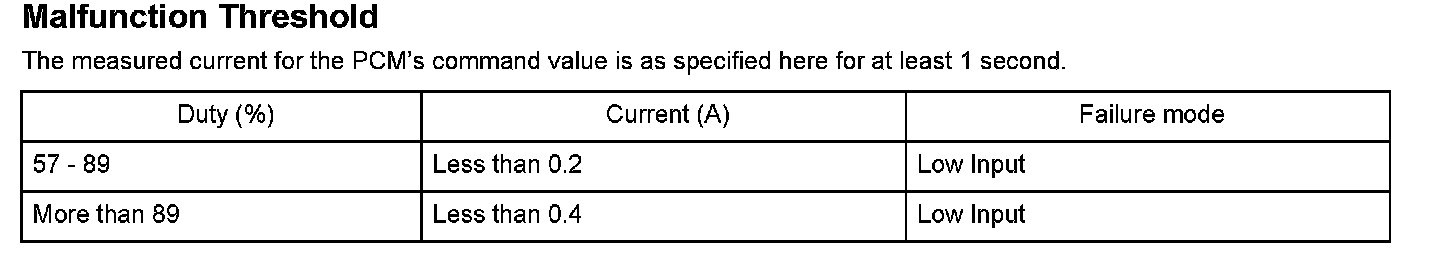 Malfunction Threshold
The measured current for the PCM's command value is as specified here for at least 1 second.
Duty (%) Current (A) Failure mode
57 - 89 Less than 0.2 Low Input
More than 89 Less than 0.4 Low Input